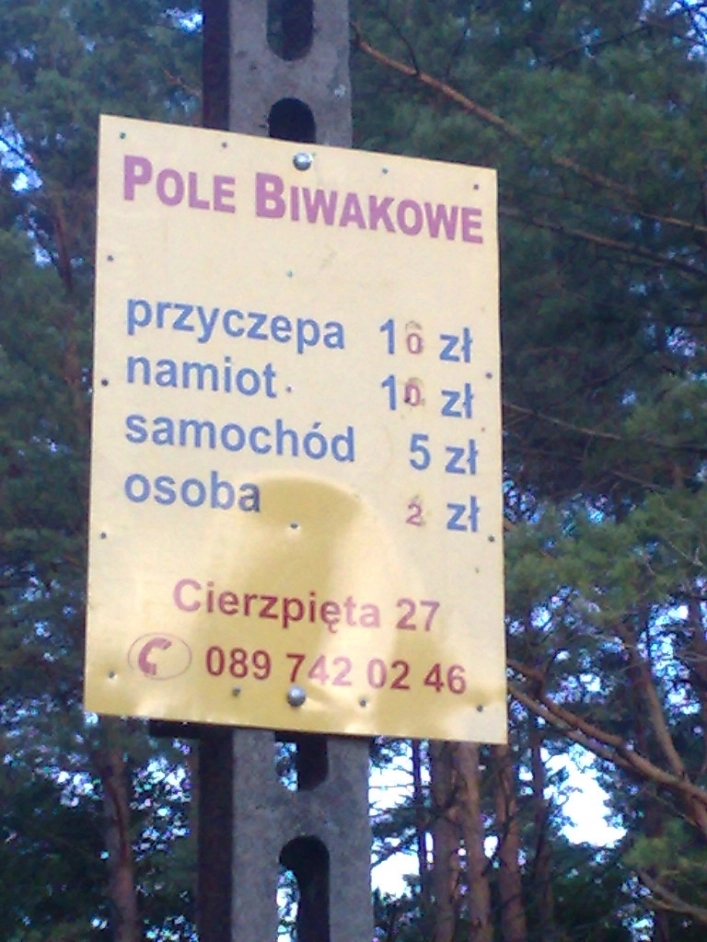 POLE BIWAKOWE
przyczepa 10 zł
namiot 10 zł
samochód 5 zł
osoba 2 zł
Cierzpięta 27
089 742 02 46